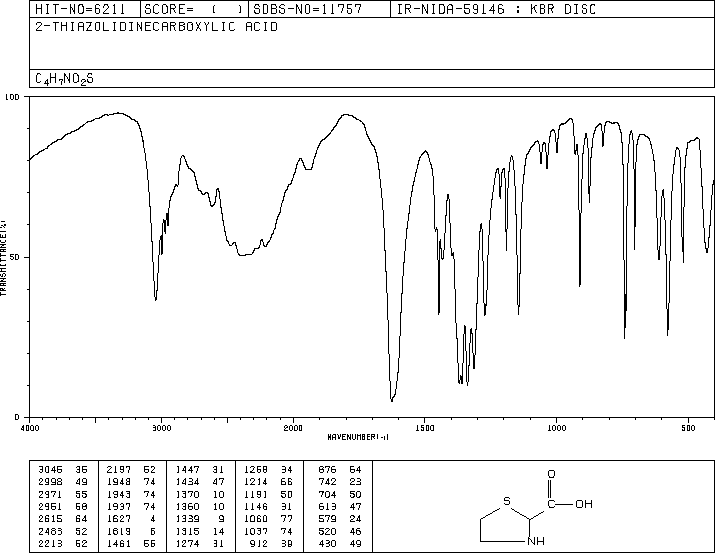 HIT-NO=6211 SCORE= ( ) SDBS-NO=11757 IR-NIDA-59146 : KBR DISC
2-THIAZOLIDINECARBOXYLIC ACID
C4H7NO2S
100
50
0
TRANSMITTANCE(%)
4000 3000 2000 1500 1000 500
WAVENUMBER(-1)
3046 35 2197 52 1447 31 1268 34 876 64
2998 49 1948 74 1434 47 1214 66 742 23
2971 55 1943 74 1370 10 1191 50 704 50
2951 58 1937 74 1360 10 1146 31 613 47
2615 64 1627 4 1339 9 1060 77 579 24
2483 52 1619 5 1315 14 1037 74 520 46
2213 52 1461 55 1274 31 912 39 430 49
O
S C OH
NH